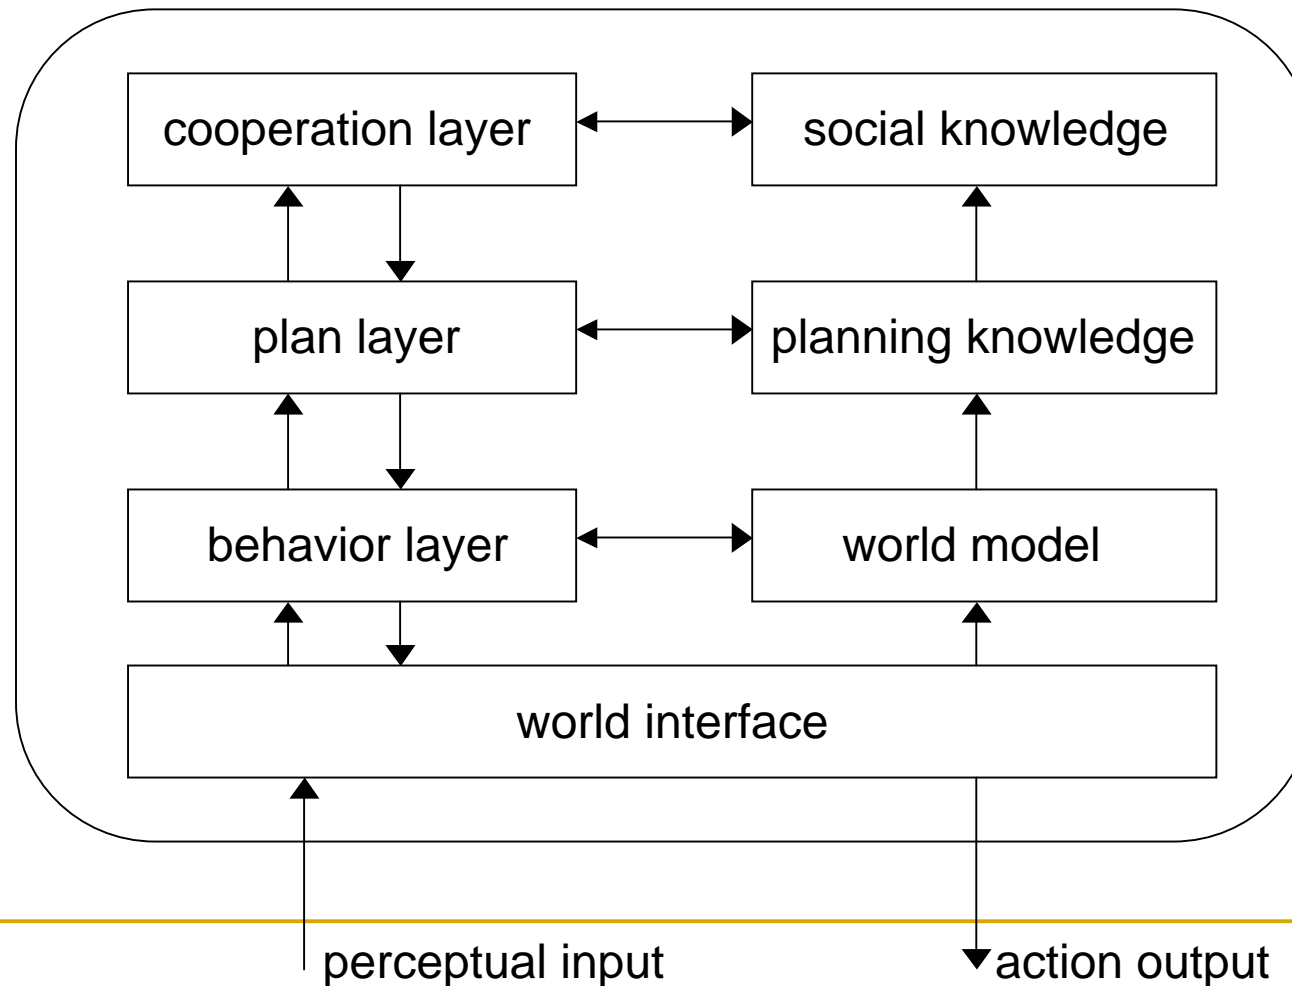 cooperation layer
social knowledge
plan layer
planning knowledge
behavior layer
world model
world interface
perceptual input
action output